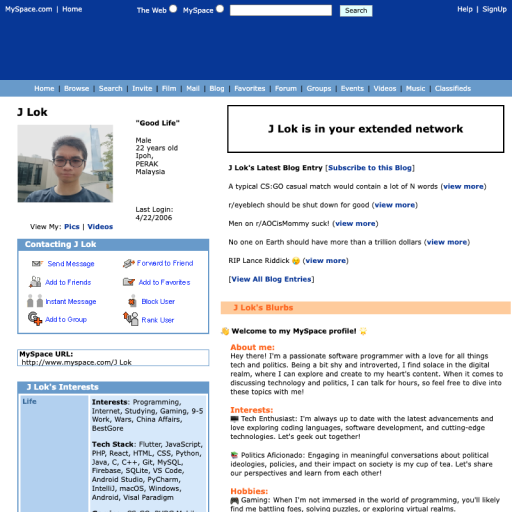 MySpace.com | Home
The Web MySpace Search
Help | SignUp
Home | Browse | Search | Invite | Film | Mail | Blog | Favorites | Forum | Groups | Events | Videos | Music | Classifieds
J Lok
"Good Life"
Male
22 years old
Ipoh,
PERAK
Malaysia
Last Login:
4/22/2006
View My: Pics | Videos
Contacting J Lok
Send Message
Forward to Friend
Add to Friends
Add to Favorites
Instant Message
Block User
Add to Group
Rank User
MySpace URL:
http://www.myspace.com/J Lok
J Lok's Interests
Life
Interests: Programming,
Internet, Studying, Gaming, 9-5
Work, Wars, China Affairs,
BestGore
Tech Stack: Flutter, JavaScript,
PHP, React, HTML, CSS, Python,
Java, C, C++, Git, MySQL,
Firebase, SQLite, VS Code,
Android Studio, PyCharm,
IntelliJ, macOS, Windows,
Android, Visal Paradigm
J Lok is in your extended network
J Lok's Latest Blog Entry [Subscribe to this Blog]
A typical CS:GO casual match would contain a lot of N words (view more)
r/eyeblech should be shut down for good (view more)
Men on r/AOCisMommy suck! (view more)
No one on Earth should have more than a trillion dollars (view more)
RIP Lance Riddick 😢 (view more)
[View All Blog Entries]
J Lok's Blurbs
👋 Welcome to my MySpace profile! 🌟
About me:
Hey there! I'm a passionate software programmer with a love for all things
tech and politics. Being a bit shy and introverted, I find solace in the digital
realm, where I can explore and create to my heart's content. When it comes to
discussing technology and politics, I can talk for hours, so feel free to dive into
these topics with me!
Interests:
🖥️ Tech Enthusiast: I'm always up to date with the latest advancements and
love exploring coding languages, software development, and cutting-edge
technologies. Let's geek out together!
📚 Politics Aficionado: Engaging in meaningful conversations about political
ideologies, policies, and their impact on society is my cup of tea. Let's share
our perspectives and learn from each other!
Hobbies:
🎮 Gaming: When I'm not immersed in the world of programming, you'll likely
find me battling foes, solving puzzles, or exploring virtual realms.